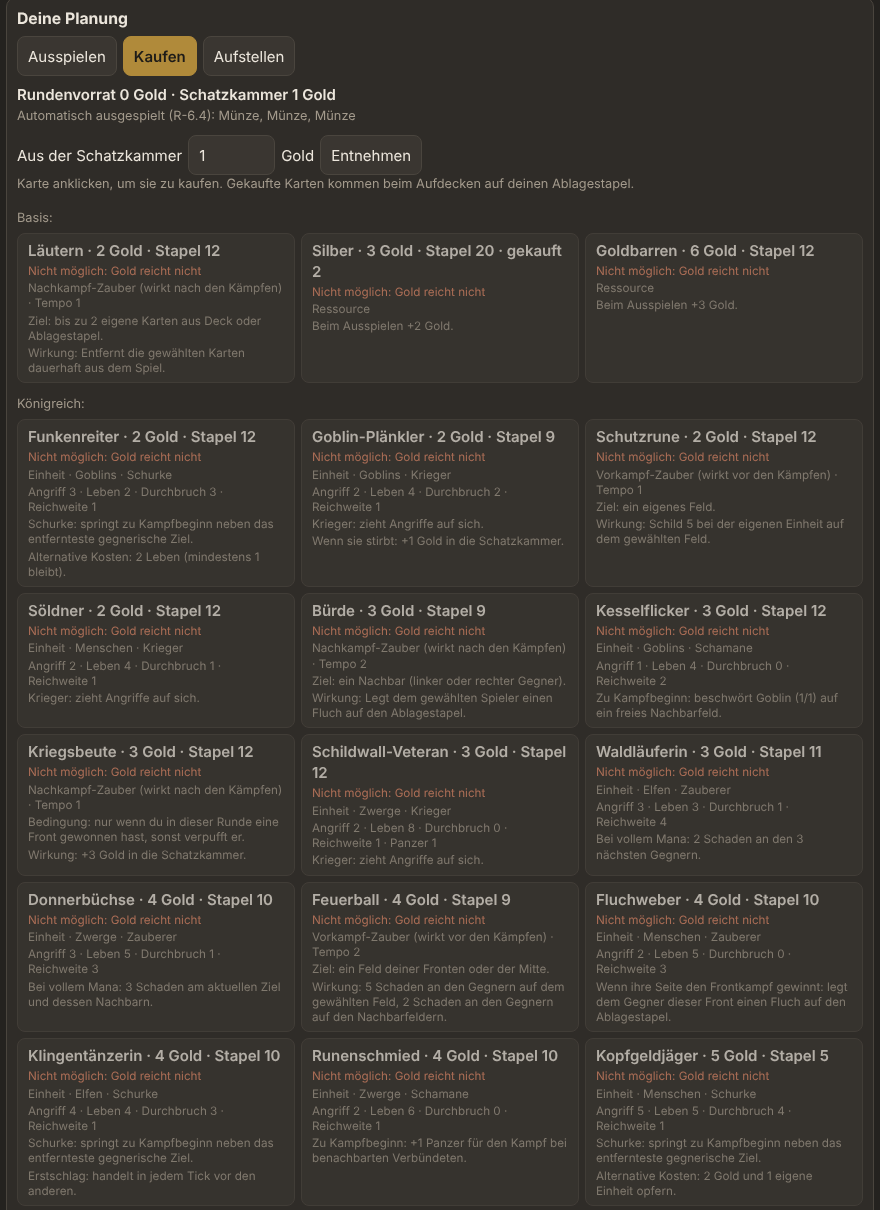 Deine Planung
Ausspielen
Kaufen
Aufstellen
Rundenvorrat 0 Gold · Schatzkammer 1 Gold
Automatisch ausgespielt (R-6.4): Münze, Münze, Münze
Aus der Schatzkammer
1
Gold
Entnehmen
Karte anklicken, um sie zu kaufen. Gekaufte Karten kommen beim Aufdecken auf deinen Ablagestapel.
Basis:
Läutern · 2 Gold · Stapel 12
Nicht möglich: Gold reicht nicht
Nachkampf-Zauber (wirkt nach den Kämpfen)
· Tempo 1
Ziel: bis zu 2 eigene Karten aus Deck oder
Ablagestapel.
Wirkung: Entfernt die gewählten Karten
dauerhaft aus dem Spiel.
Silber · 3 Gold · Stapel 20 · gekauft
2
Nicht möglich: Gold reicht nicht
Ressource
Beim Ausspielen +2 Gold.
Goldbarren · 6 Gold · Stapel 12
Nicht möglich: Gold reicht nicht
Ressource
Beim Ausspielen +3 Gold.
Königreich:
Funkenreiter · 2 Gold · Stapel 12
Nicht möglich: Gold reicht nicht
Einheit · Goblins · Schurke
Angriff 3 · Leben 2 · Durchbruch 3 ·
Reichweite 1
Schurke: springt zu Kampfbeginn neben das
entfernteste gegnerische Ziel.
Alternative Kosten: 2 Leben (mindestens 1
bleibt).
Goblin-Plänkler · 2 Gold · Stapel 9
Nicht möglich: Gold reicht nicht
Einheit · Goblins · Krieger
Angriff 2 · Leben 4 · Durchbruch 2 ·
Reichweite 1
Krieger: zieht Angriffe auf sich.
Wenn sie stirbt: +1 Gold in die Schatzkammer.
Schutzrune · 2 Gold · Stapel 12
Nicht möglich: Gold reicht nicht
Vorkampf-Zauber (wirkt vor den Kämpfen) ·
Tempo 1
Ziel: ein eigenes Feld.
Wirkung: Schild 5 bei der eigenen Einheit auf
dem gewählten Feld.
Söldner · 2 Gold · Stapel 12
Nicht möglich: Gold reicht nicht
Einheit · Menschen · Krieger
Angriff 2 · Leben 4 · Durchbruch 1 ·
Reichweite 1
Krieger: zieht Angriffe auf sich.
Bürde · 3 Gold · Stapel 9
Nicht möglich: Gold reicht nicht
Nachkampf-Zauber (wirkt nach den Kämpfen)
· Tempo 2
Ziel: ein Nachbar (linker oder rechter Gegner).
Wirkung: Legt dem gewählten Spieler einen
Fluch auf den Ablagestapel.
Kesselflicker · 3 Gold · Stapel 12
Nicht möglich: Gold reicht nicht
Einheit · Goblins · Schamane
Angriff 1 · Leben 4 · Durchbruch 0 ·
Reichweite 2
Zu Kampfbeginn: beschwört Goblin (1/1) auf
ein freies Nachbarfeld.
Kriegsbeute · 3 Gold · Stapel 12
Nicht möglich: Gold reicht nicht
Nachkampf-Zauber (wirkt nach den Kämpfen)
· Tempo 1
Bedingung: nur wenn du in dieser Runde eine
Front gewonnen hast, sonst verpufft er.
Wirkung: +3 Gold in die Schatzkammer.
Schildwall-Veteran · 3 Gold · Stapel
12
Nicht möglich: Gold reicht nicht
Einheit · Zwerge · Krieger
Angriff 2 · Leben 8 · Durchbruch 0 ·
Reichweite 1 · Panzer 1
Krieger: zieht Angriffe auf sich.
Waldläuferin · 3 Gold · Stapel 11
Nicht möglich: Gold reicht nicht
Einheit · Elfen · Zauberer
Angriff 3 · Leben 3 · Durchbruch 1 ·
Reichweite 4
Bei vollem Mana: 2 Schaden an den 3
nächsten Gegnern.
Donnerbüchse · 4 Gold · Stapel 10
Nicht möglich: Gold reicht nicht
Einheit · Zwerge · Zauberer
Angriff 3 · Leben 5 · Durchbruch 1 ·
Reichweite 3
Bei vollem Mana: 3 Schaden am aktuellen Ziel
und dessen Nachbarn.
Feuerball · 4 Gold · Stapel 9
Nicht möglich: Gold reicht nicht
Vorkampf-Zauber (wirkt vor den Kämpfen) ·
Tempo 2
Ziel: ein Feld deiner Fronten oder der Mitte.
Wirkung: 5 Schaden an den Gegnern auf dem
gewählten Feld, 2 Schaden an den Gegnern
auf den Nachbarfeldern.
Fluchweber · 4 Gold · Stapel 10
Nicht möglich: Gold reicht nicht
Einheit · Menschen · Zauberer
Angriff 2 · Leben 5 · Durchbruch 0 ·
Reichweite 3
Wenn ihre Seite den Frontkampf gewinnt: legt
dem Gegner dieser Front einen Fluch auf den
Ablagestapel.
Klingentänzerin · 4 Gold · Stapel 10
Nicht möglich: Gold reicht nicht
Einheit · Elfen · Schurke
Angriff 4 · Leben 4 · Durchbruch 3 ·
Reichweite 1
Schurke: springt zu Kampfbeginn neben das
entfernteste gegnerische Ziel.
Erstschlag: handelt in jedem Tick vor den
anderen.
Runenschmied · 4 Gold · Stapel 10
Nicht möglich: Gold reicht nicht
Einheit · Zwerge · Schamane
Angriff 2 · Leben 6 · Durchbruch 0 ·
Reichweite 1
Zu Kampfbeginn: +1 Panzer für den Kampf bei
benachbarten Verbündeten.
Kopfgeldjäger · 5 Gold · Stapel 5
Nicht möglich: Gold reicht nicht
Einheit · Menschen · Schurke
Angriff 5 · Leben 5 · Durchbruch 4 ·
Reichweite 1
Schurke: springt zu Kampfbeginn neben das
entfernteste gegnerische Ziel.
Alternative Kosten: 2 Gold und 1 eigene
Einheit opfern.